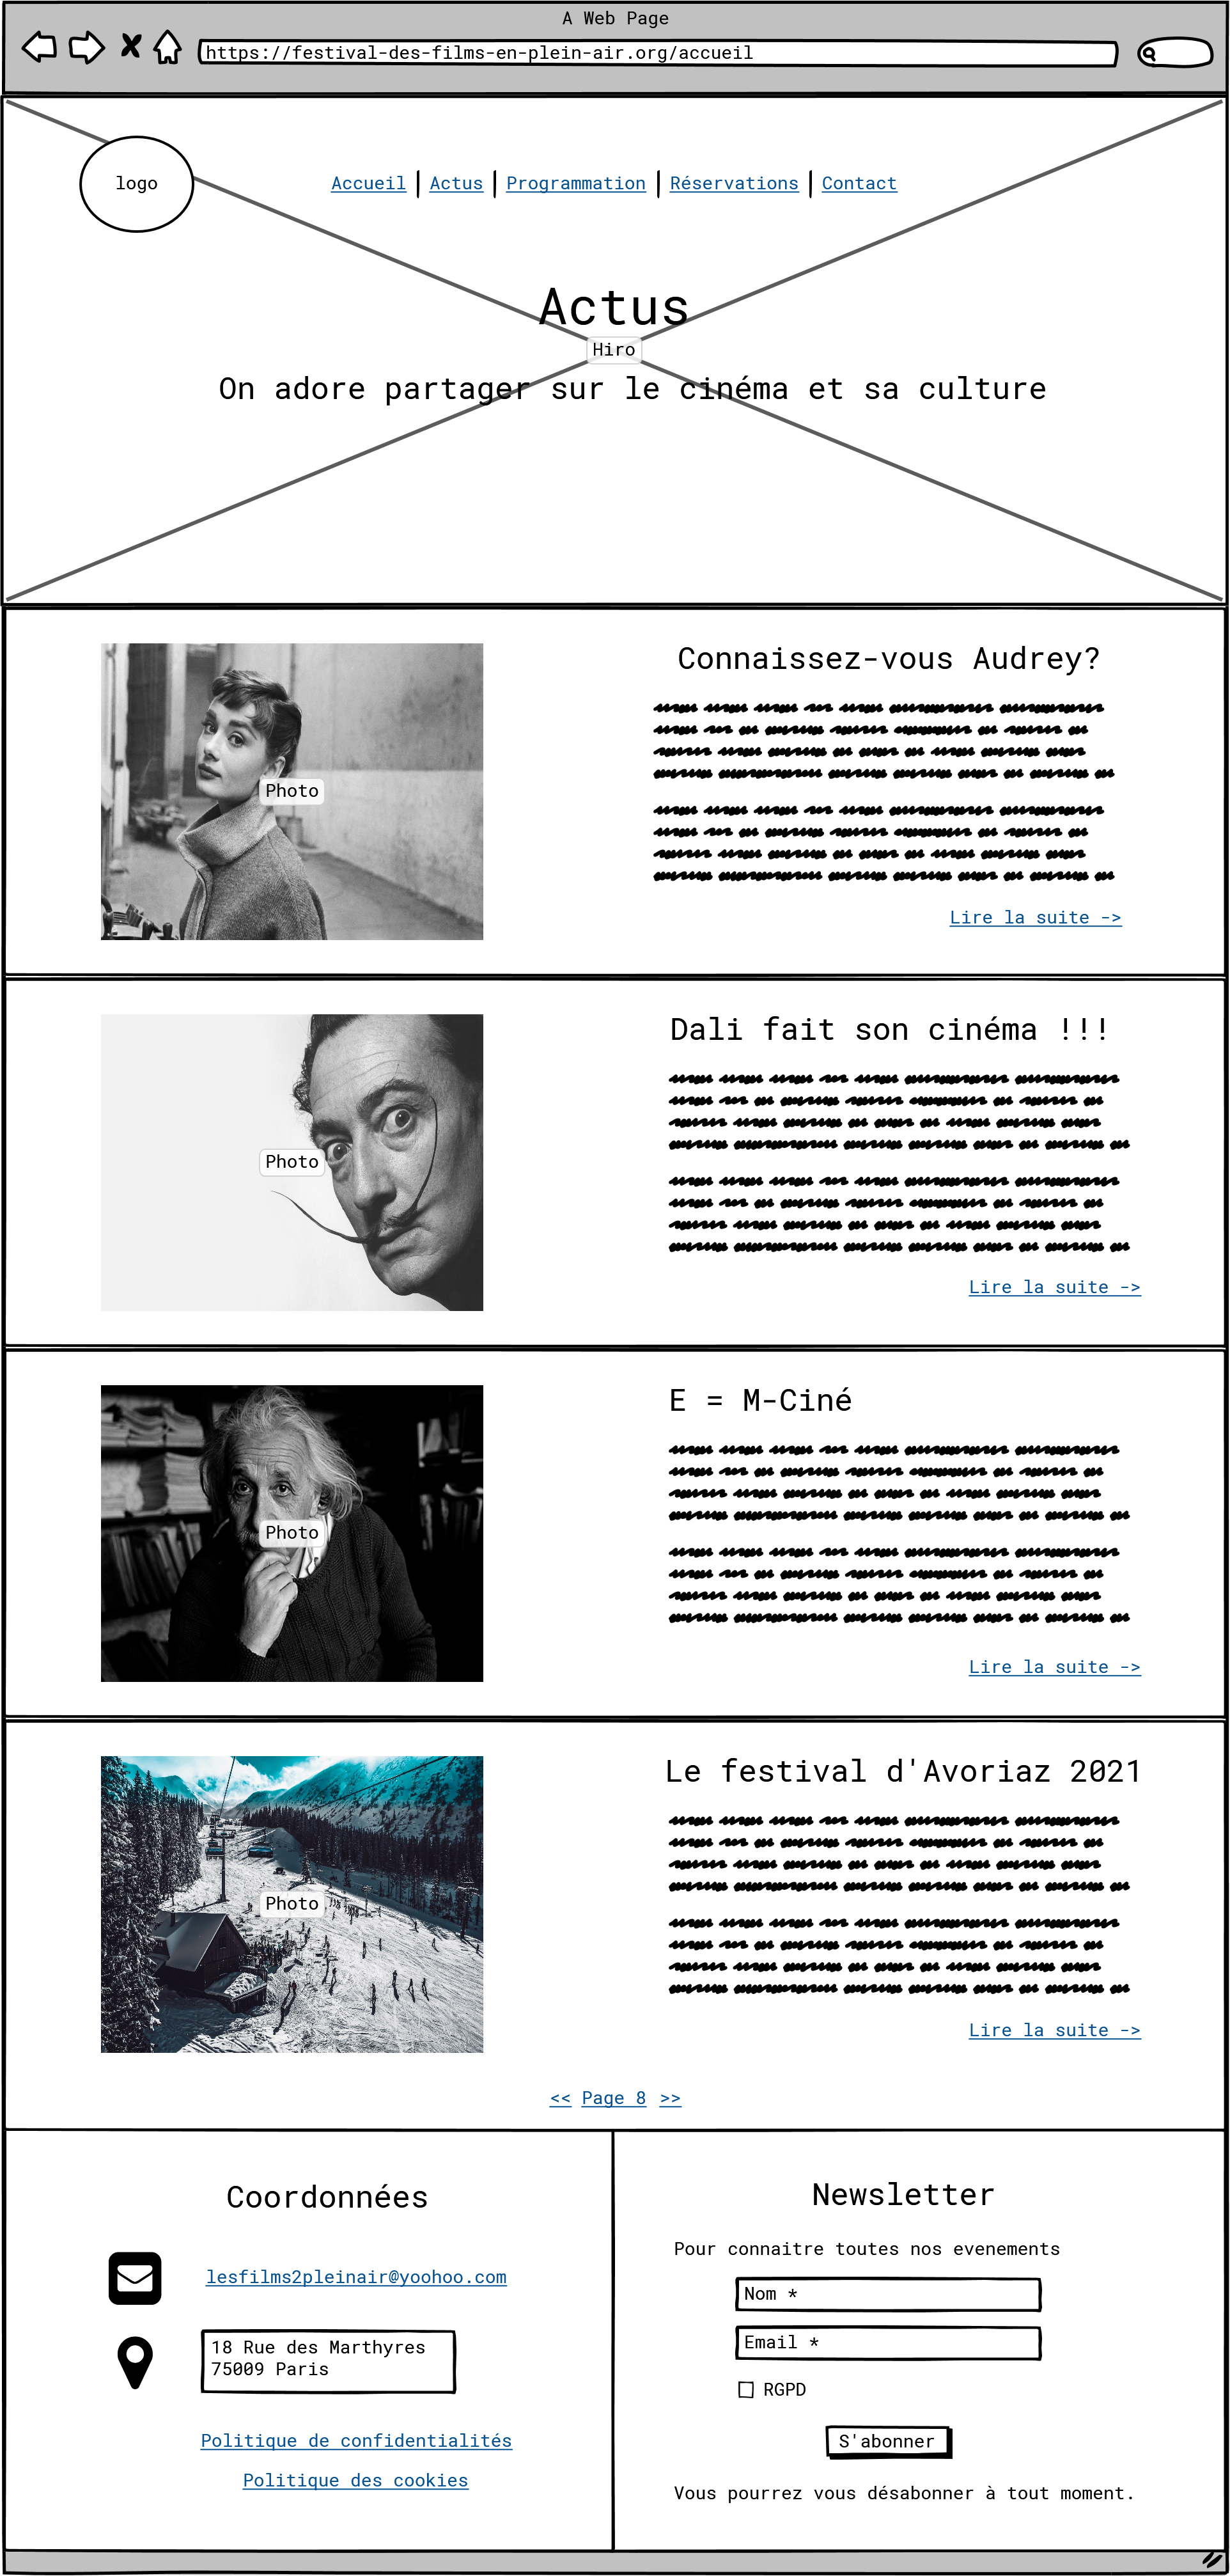 A Web Page
https://festival-des-films-en-plein-air.org/accueil
logo
Accueil | Actus | Programmation | Réservations | Contact
Actus
Hiro
On adore partager sur le cinéma et sa culture
Photo
Connaissez-vous Audrey?
Lire la suite ->
Photo
Dali fait son cinéma !!!
Lire la suite ->
Photo
E = M-Ciné
Lire la suite ->
Photo
Le festival d'Avoriaz 2021
Lire la suite ->
<< Page 8 >>
Coordonnées
lesfilms2pleinair@yoohoo.com
18 Rue des Marthyres
75009 Paris
Politique de confidentialités
Politique des cookies
Newsletter
Pour connaitre toutes nos evenements
Nom *
Email *
RGPD
S'abonner
Vous pourrez vous désabonner à tout moment.